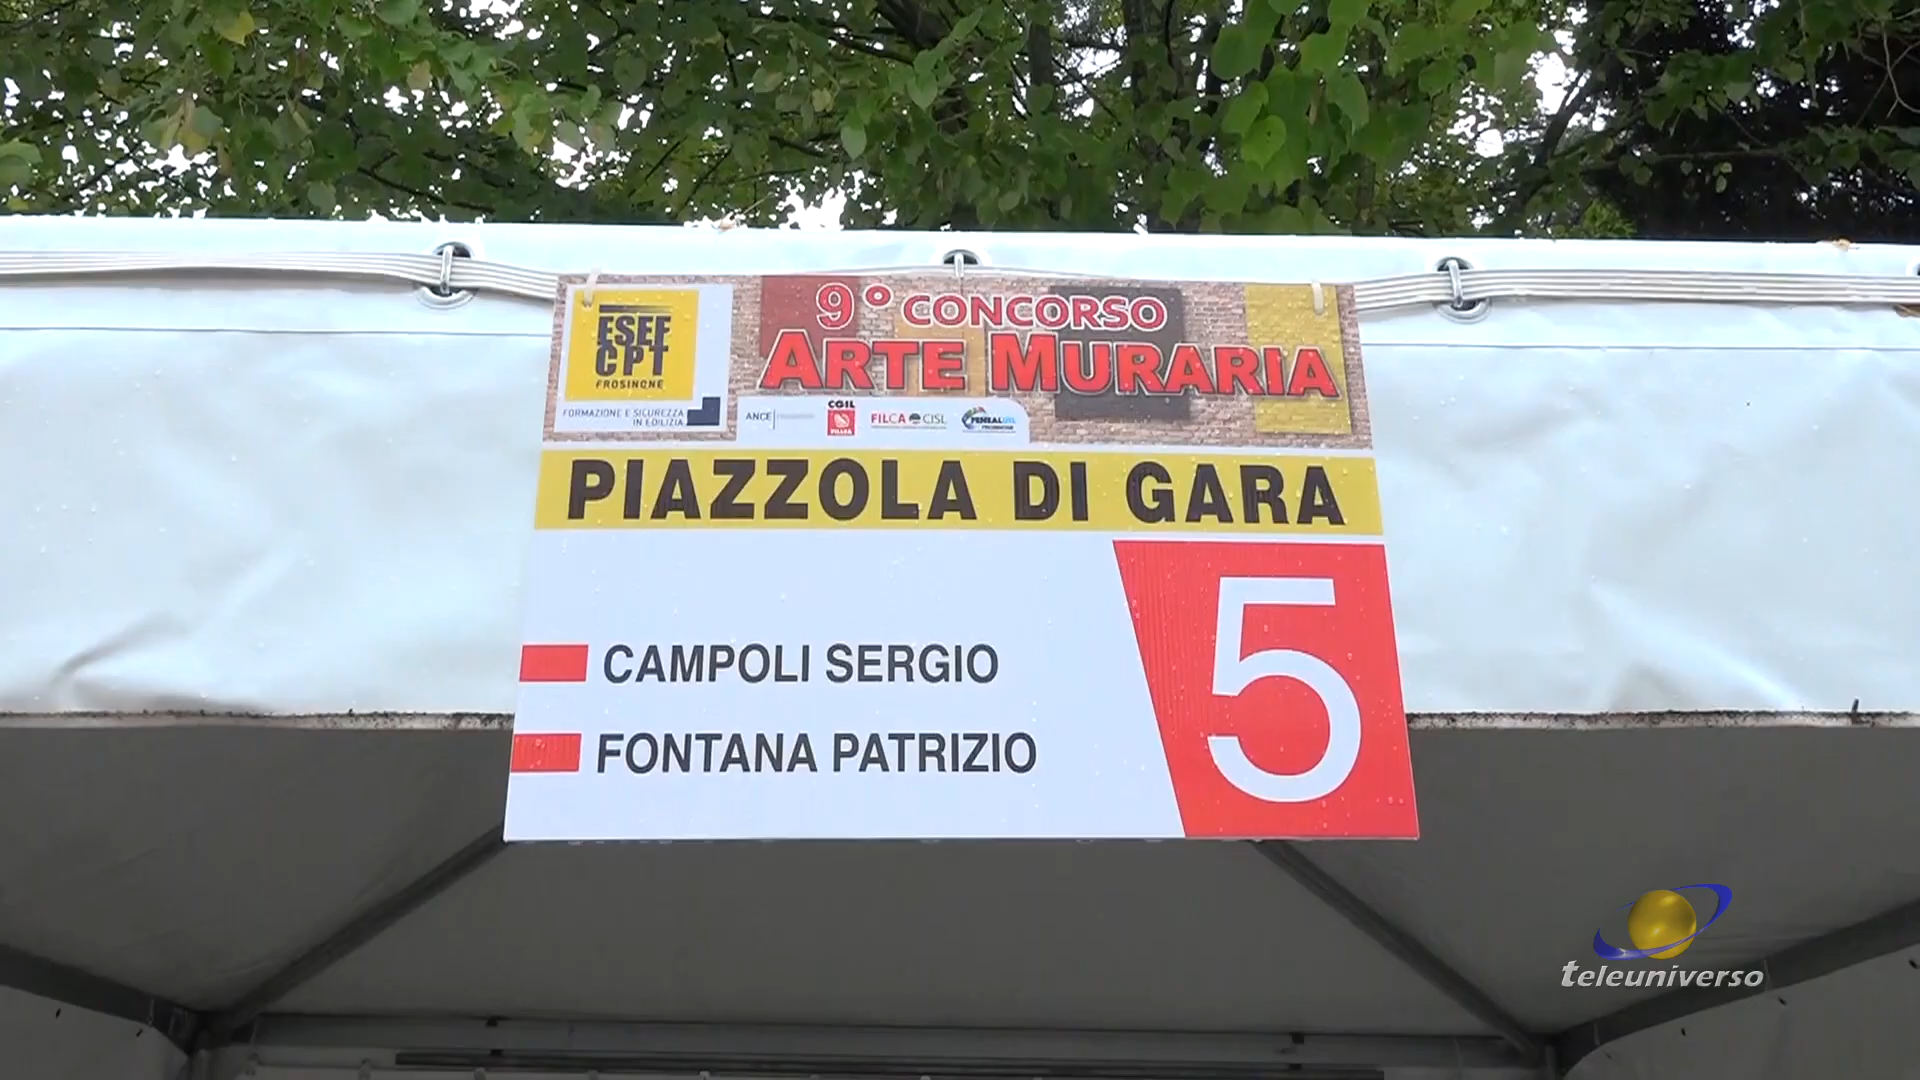 9° CONCORSO
ARTE MURARIA
ESEF
CPT
FROSINONE
FORMAZIONE E SICUREZZA
IN EDILIZIA
ANCE
CGIL
FILLEA
FILCA CISL
FENEALUIL
PIAZZOLA DI GARA
5
CAMPOLI SERGIO
FONTANA PATRIZIO
teleuniverso